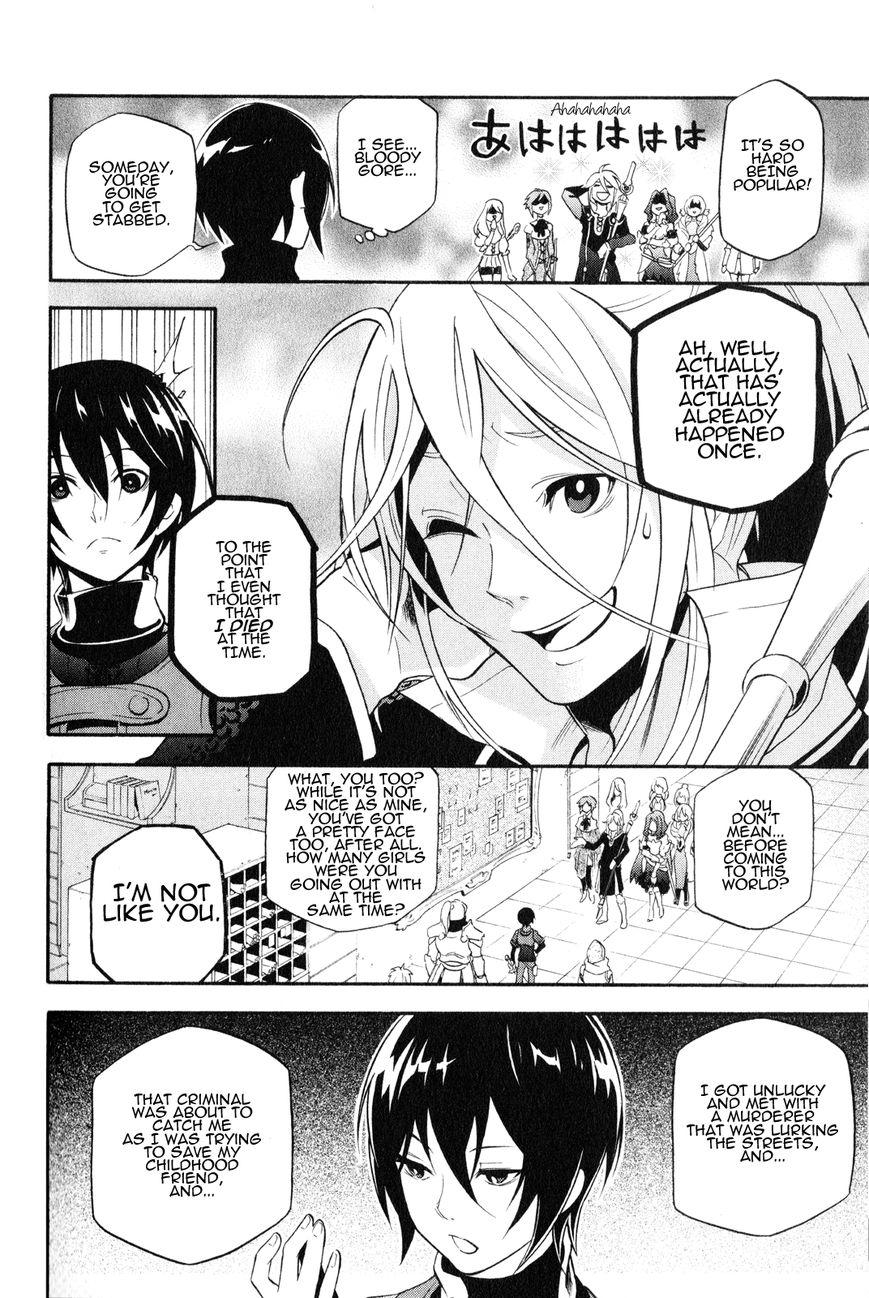 IT'S SO
HARD
BEING
POPULAR!
Ahahahahaha
あはははははは
I SEE...
BLOODY
GORE...
SOMEDAY,
YOU'RE
GOING
TO GET
STABBED.
AH, WELL
ACTUALLY,
THAT HAS
ACTUALLY
ALREADY
HAPPENED
ONCE.
TO THE
POINT
THAT
I EVEN
THOUGHT
THAT
I DIED
AT THE
TIME.
YOU
DON'T
MEAN...
BEFORE
COMING
TO THIS
WORLD?
WHAT, YOU TOO?
WHILE IT'S NOT
AS NICE AS MINE,
YOU'VE GOT
A PRETTY FACE
TOO, AFTER ALL.
HOW MANY GIRLS
WERE YOU
GOING OUT WITH
AT THE
SAME TIME?
I'M NOT
LIKE YOU.
I GOT UNLUCKY
AND MET WITH
A MURDERER
THAT WAS LURKING
THE STREETS,
AND...
THAT CRIMINAL
WAS ABOUT TO
CATCH ME
AS I WAS TRYING
TO SAVE MY
CHILDHOOD
FRIEND,
AND...